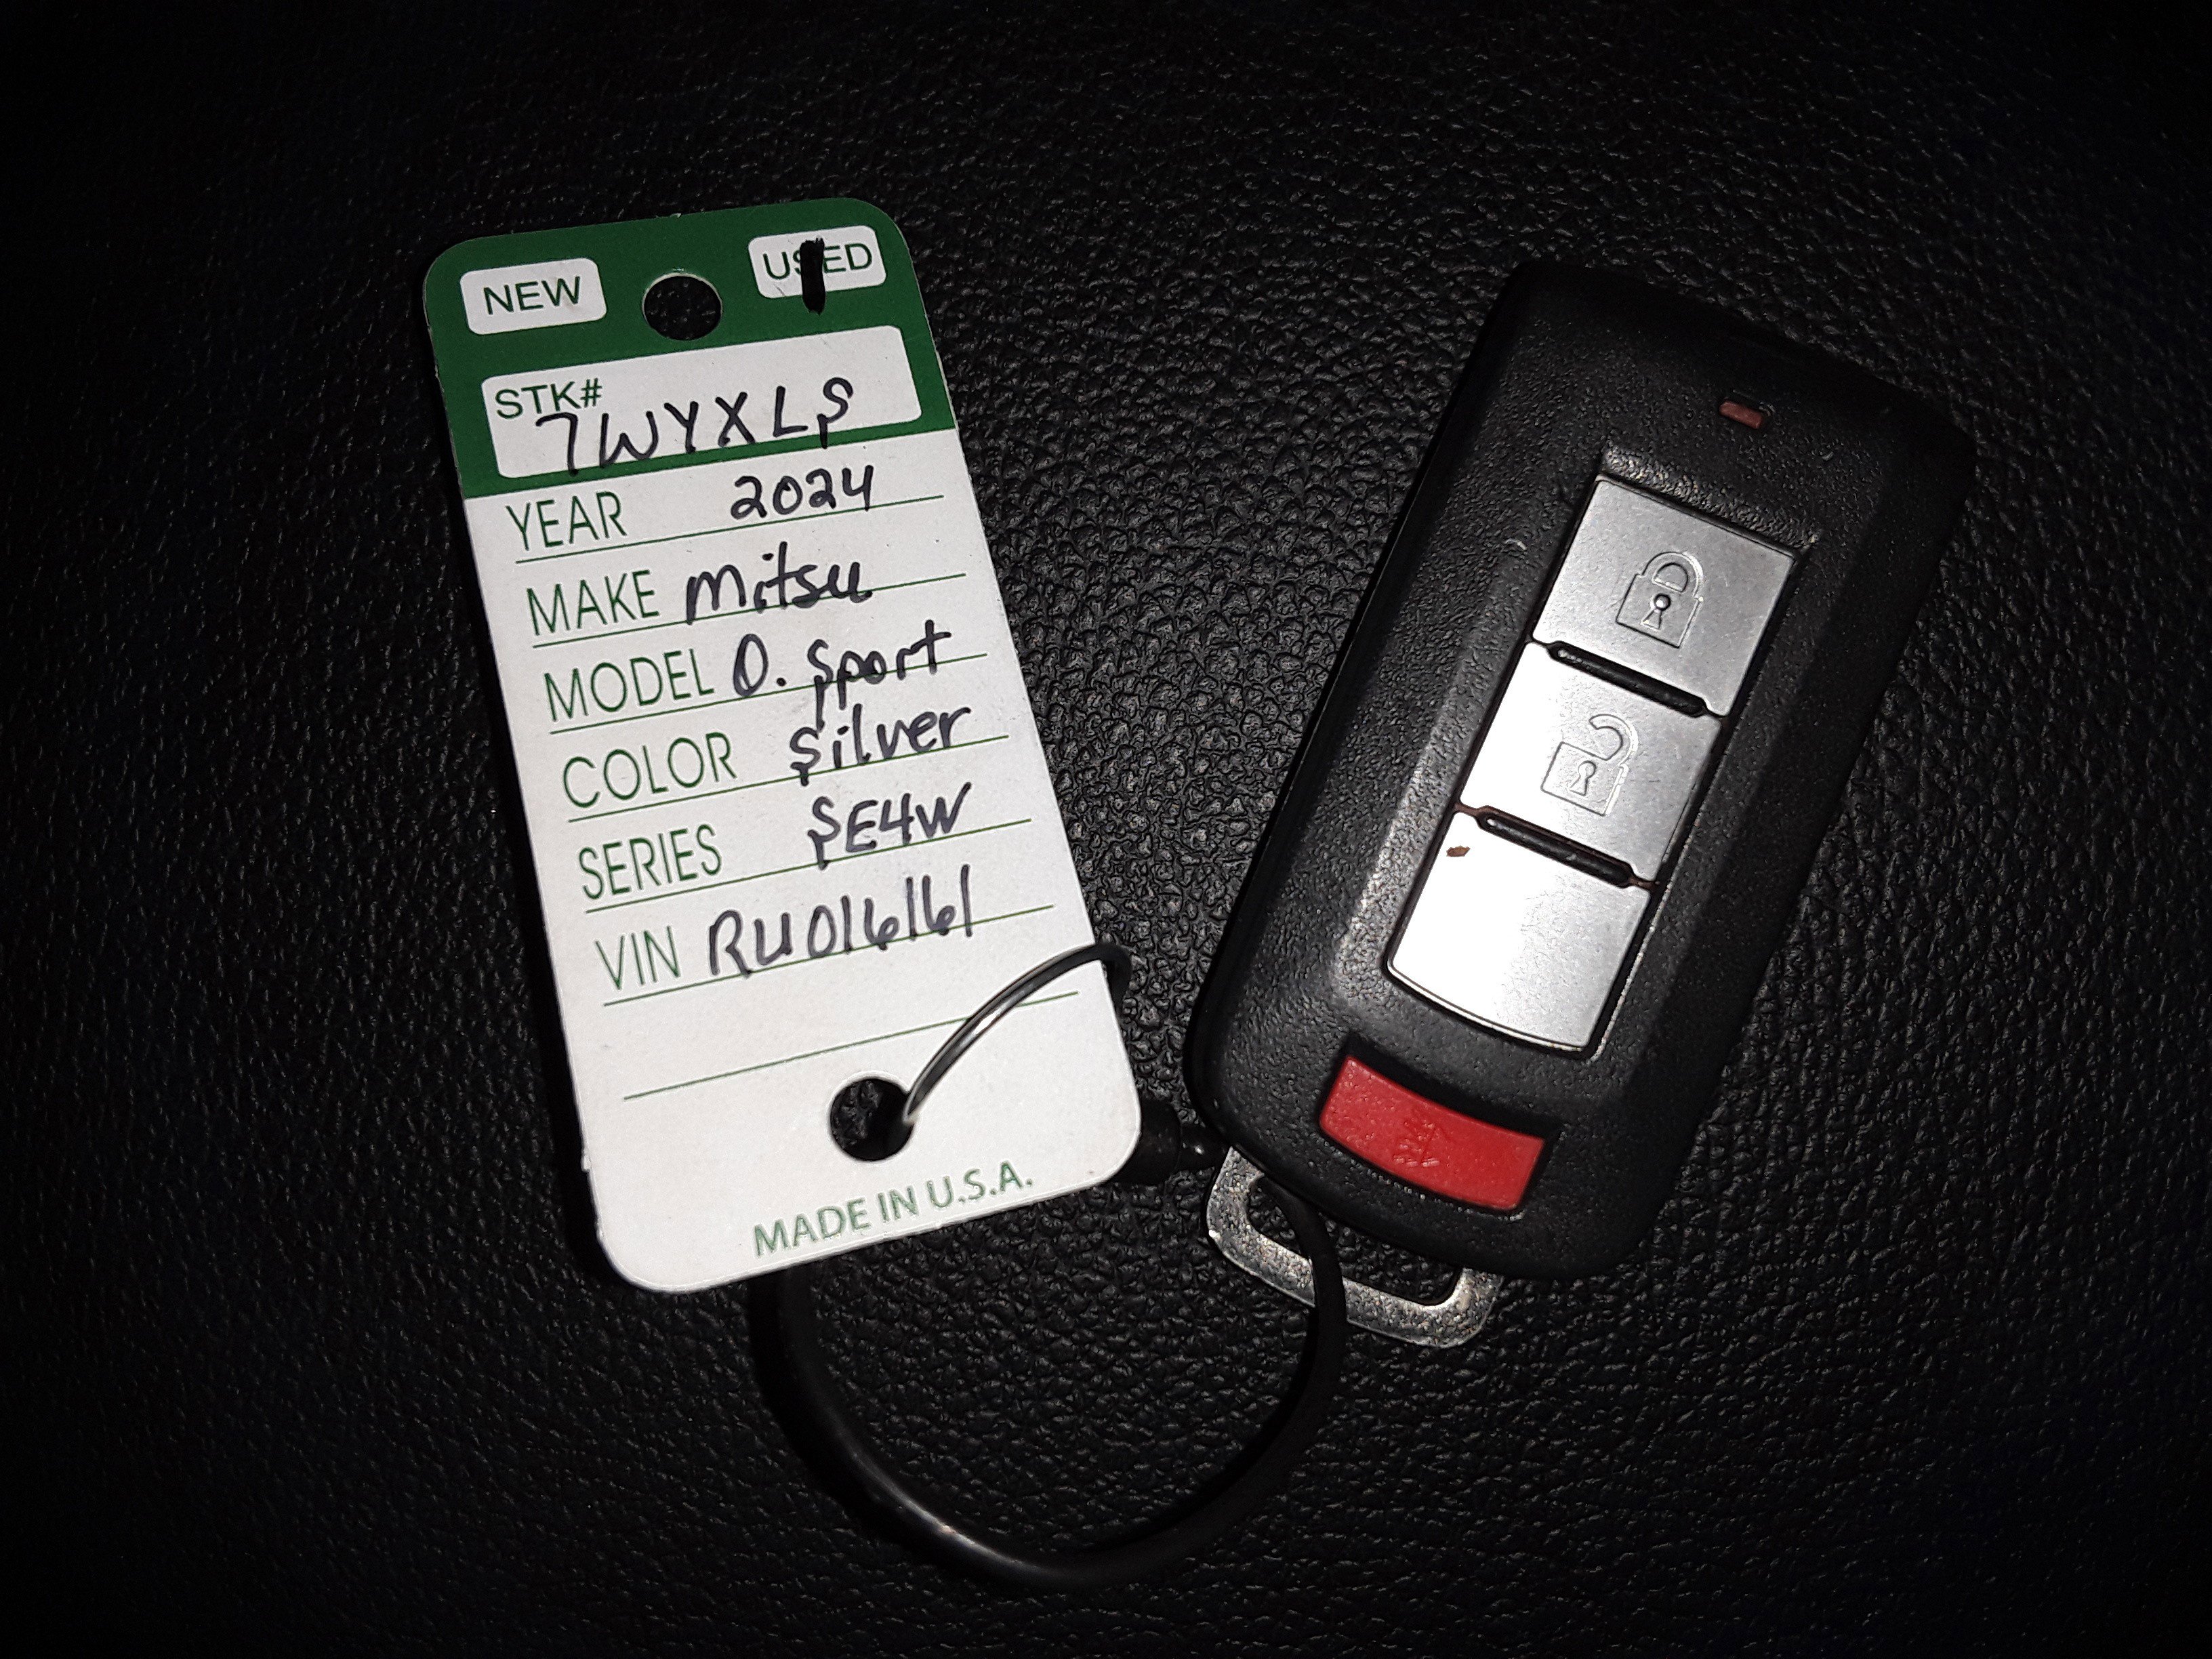 NEW USED
STK#
7WYXLS
YEAR 2024
MAKE Mitsu
MODEL O. Sport
COLOR Silver
SERIES SE4W
VIN RU016161
MADE IN U.S.A.